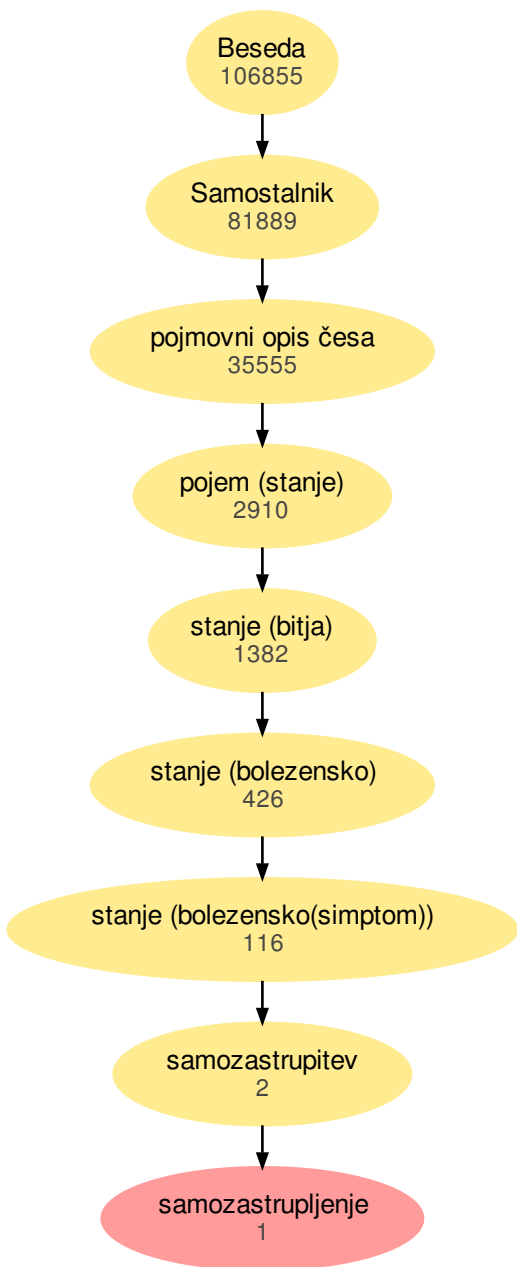 Beseda
106855
Samostalnik
81889
pojmovni opis česa
35555
pojem (stanje)
2910
stanje (bitja)
1382
stanje (bolezensko)
426
stanje (bolezensko(simptom))
116
samozastrupitev
2
samozastrupljenje
1